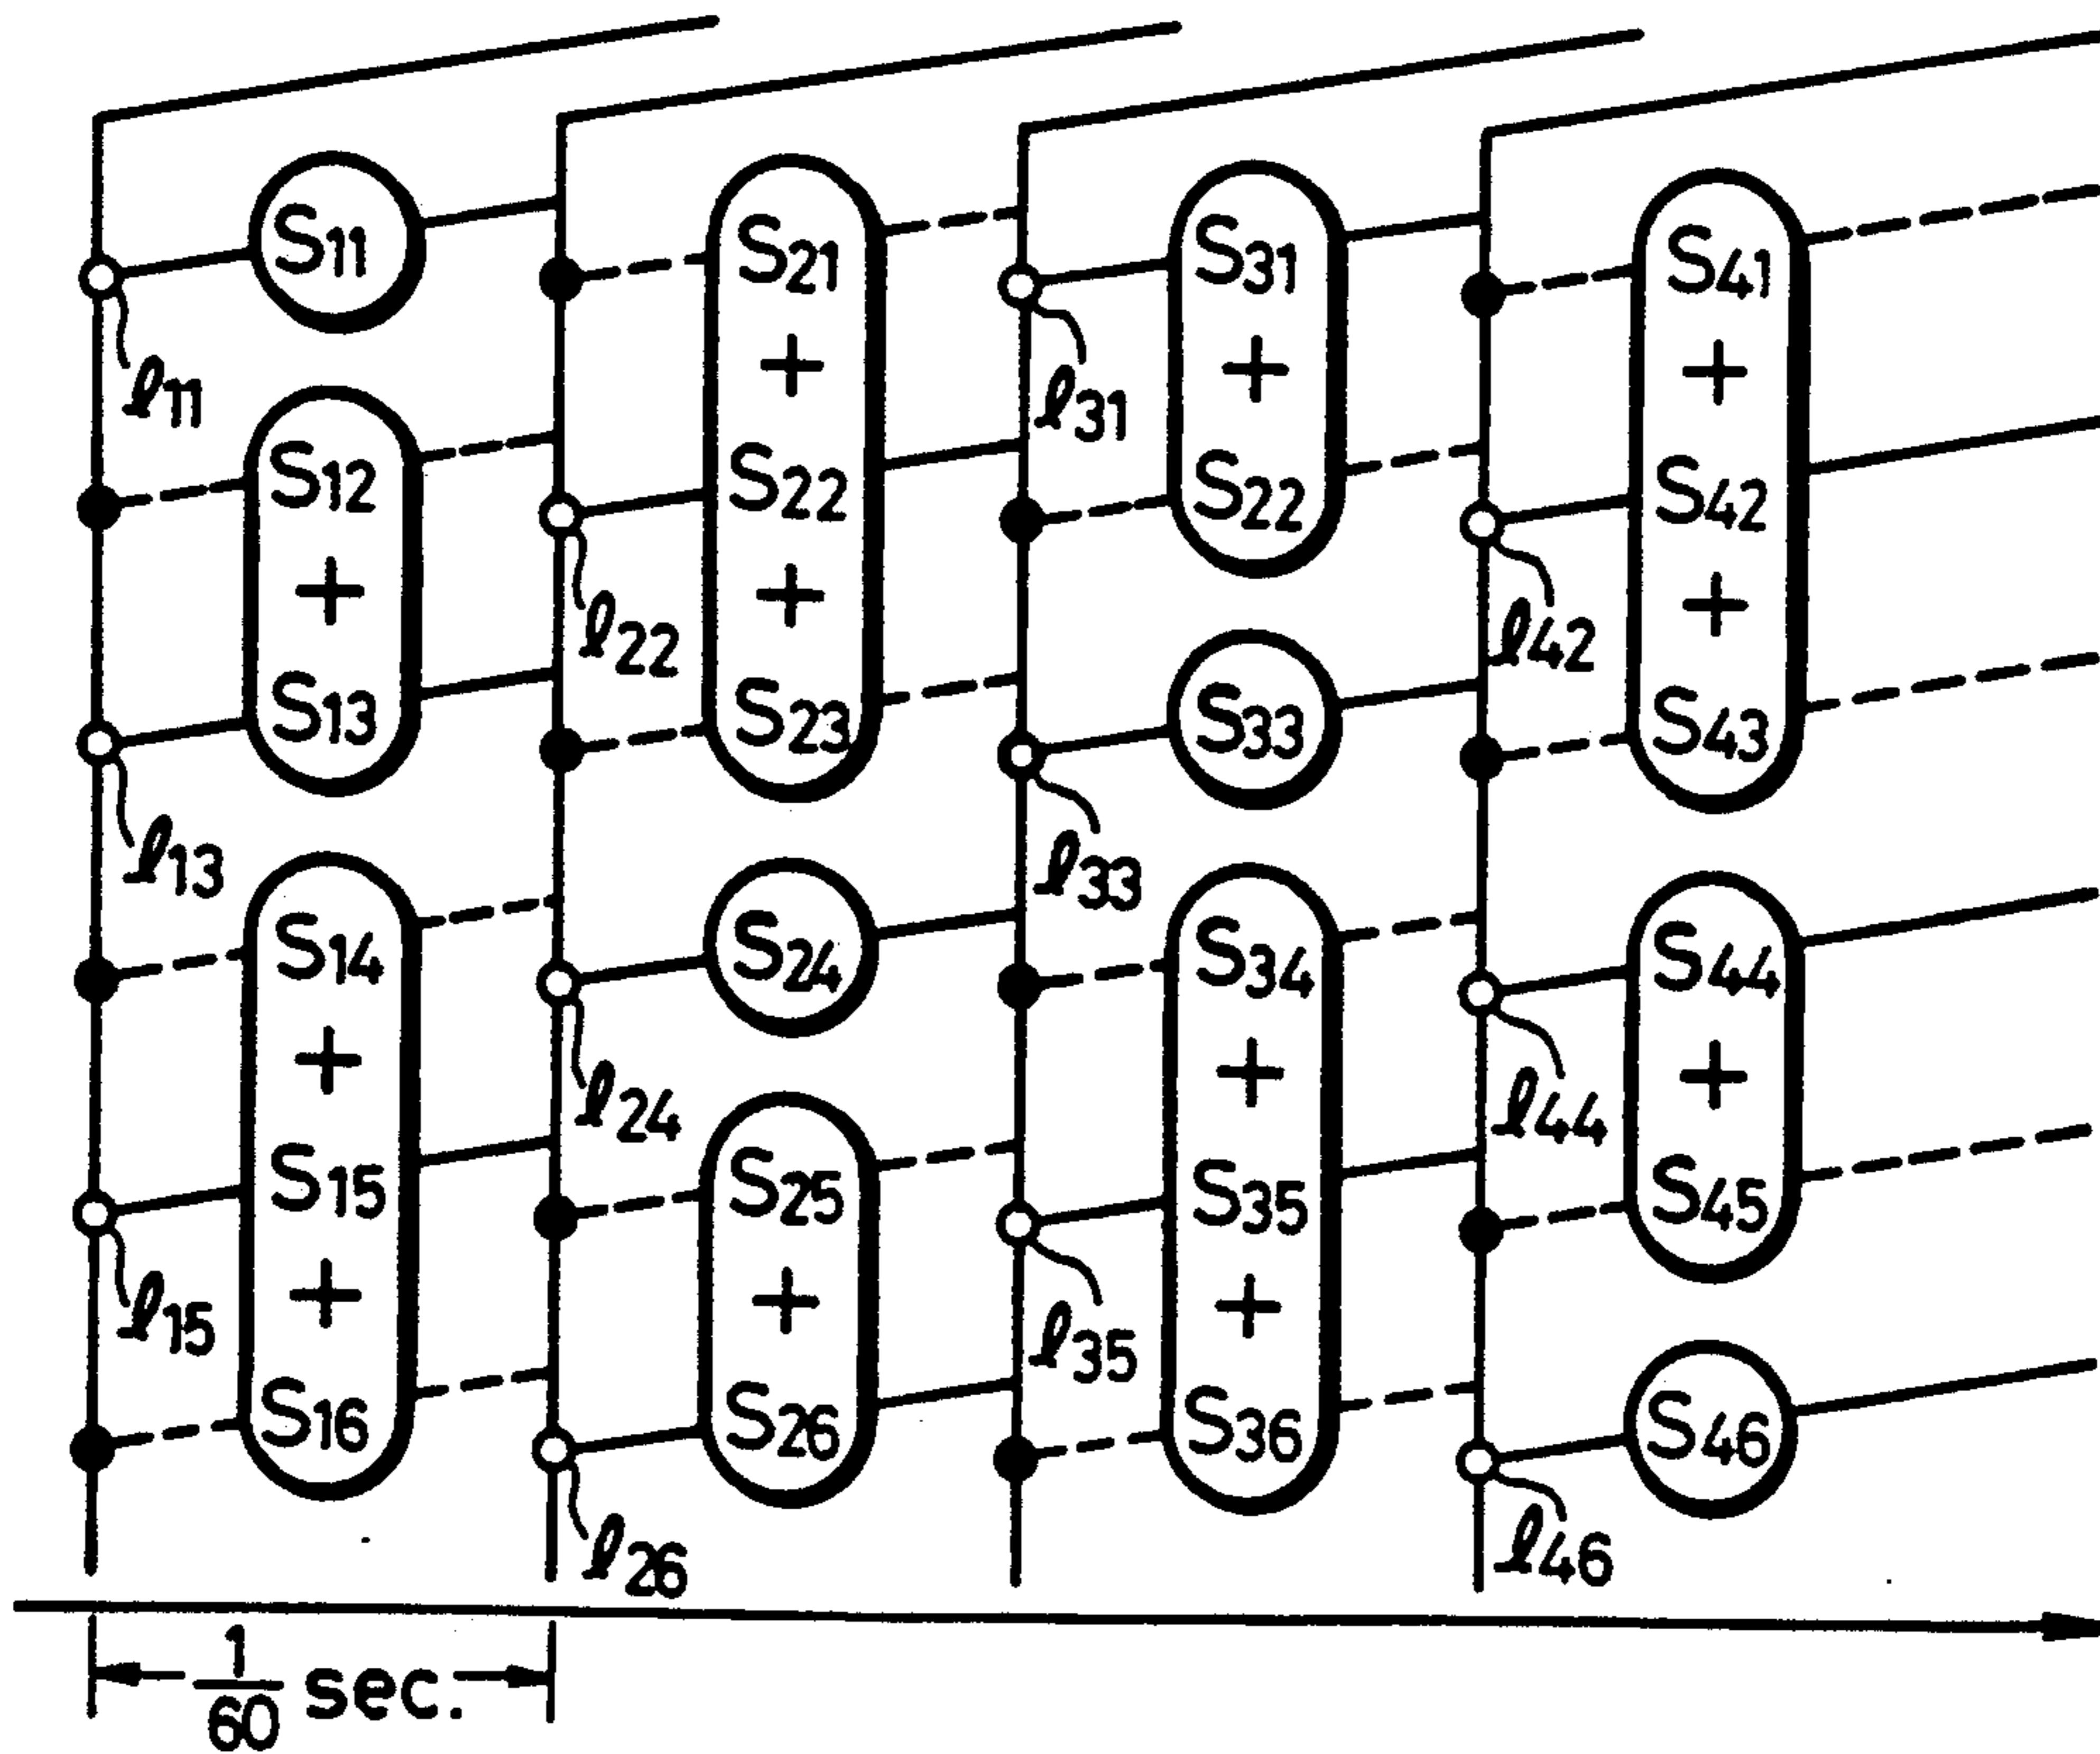 S11
l11
S12
+
S13
l13
S14
+
S15
+
S16
l15
S21
+
S22
+
S23
l22
S24
l24
S25
+
S26
l26
S31
+
S22
l31
S33
l33
S34
+
S35
+
S36
l35
S41
+
S42
+
S43
l42
S44
+
S45
l44
S46
l46
1/60 sec.